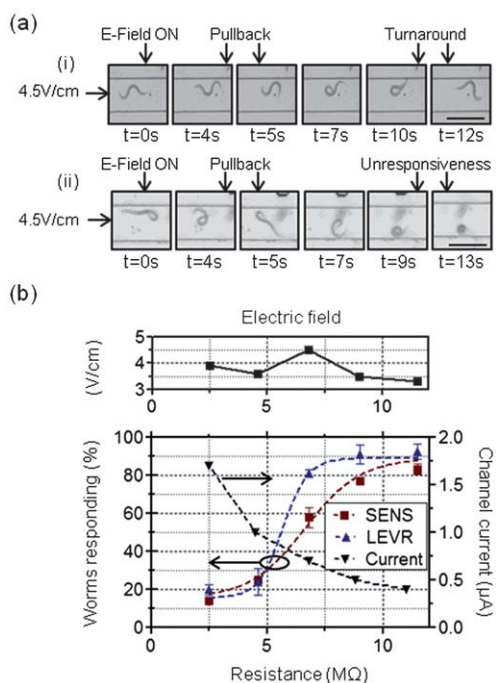 (a)
E-Field ON Pullback Turnaround
(i)
4.5V/cm
t=0s t=4s t=5s t=7s t=10s t=12s
E-Field ON Pullback Unresponsiveness
(ii)
4.5V/cm
t=0s t=4s t=5s t=7s t=9s t=13s
(b)
Electric field
(V/cm)
5
4
3
0 5 10
Worms responding (%)
100
80
60
40
20
0
2.0
1.5
1.0
0.5
0.0
Channel current (μA)
SENS
LEVR
Current
0 5 10
Resistance (MΩ)